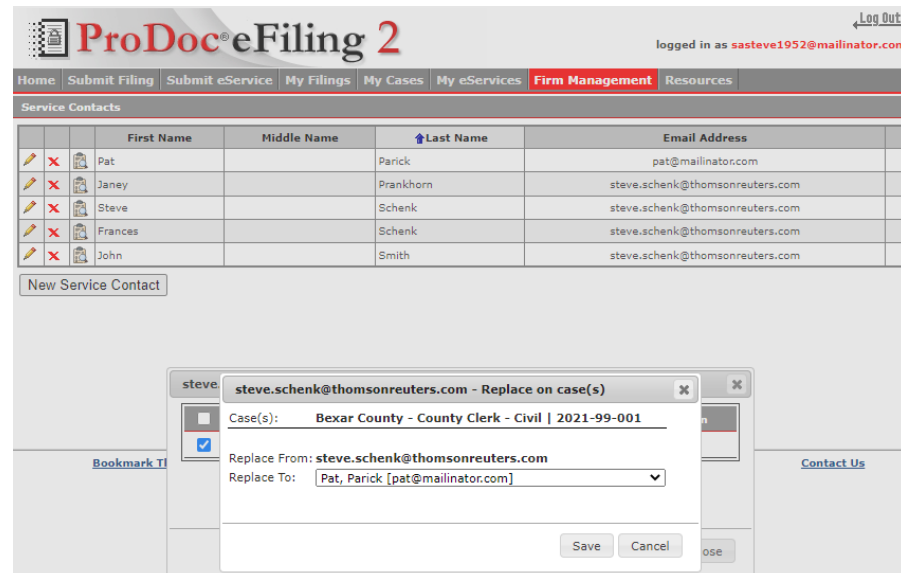 Log Out
ProDoc® eFiling 2
logged in as sasteve1952@mailinator.com
Home Submit Filing Submit eService My Filings My Cases My eServices Firm Management Resources
Service Contacts
First Name Middle Name Last Name Email Address
Pat Parick pat@mailinator.com
Janey Prankhorn steve.schenk@thomsonreuters.com
Steve Schenk steve.schenk@thomsonreuters.com
Frances Schenk steve.schenk@thomsonreuters.com
John Smith steve.schenk@thomsonreuters.com
New Service Contact
steve.
steve.schenk@thomsonreuters.com - Replace on case(s)
Case(s): Bexar County - County Clerk - Civil | 2021-99-001
n
Replace From: steve.schenk@thomsonreuters.com
Bookmark Contact Us
Replace To: Pat, Parick [pat@mailinator.com]
Save Cancel
ose